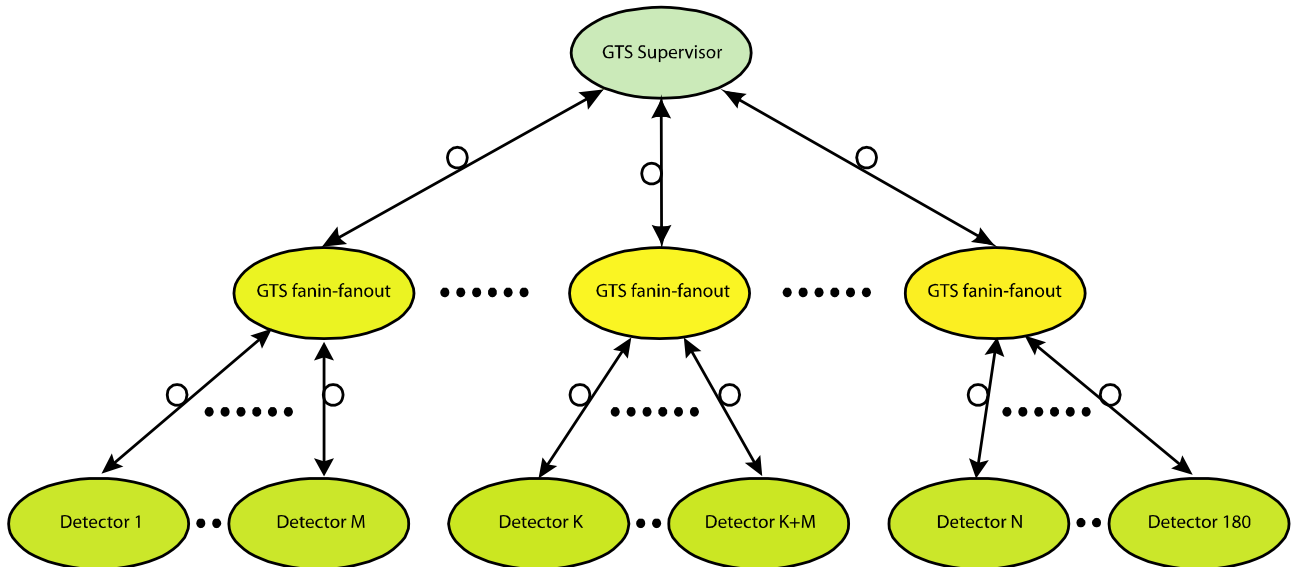 GTS Supervisor
GTS fanin-fanout
GTS fanin-fanout
GTS fanin-fanout
Detector 1
Detector M
Detector K
Detector K+M
Detector N
Detector 180